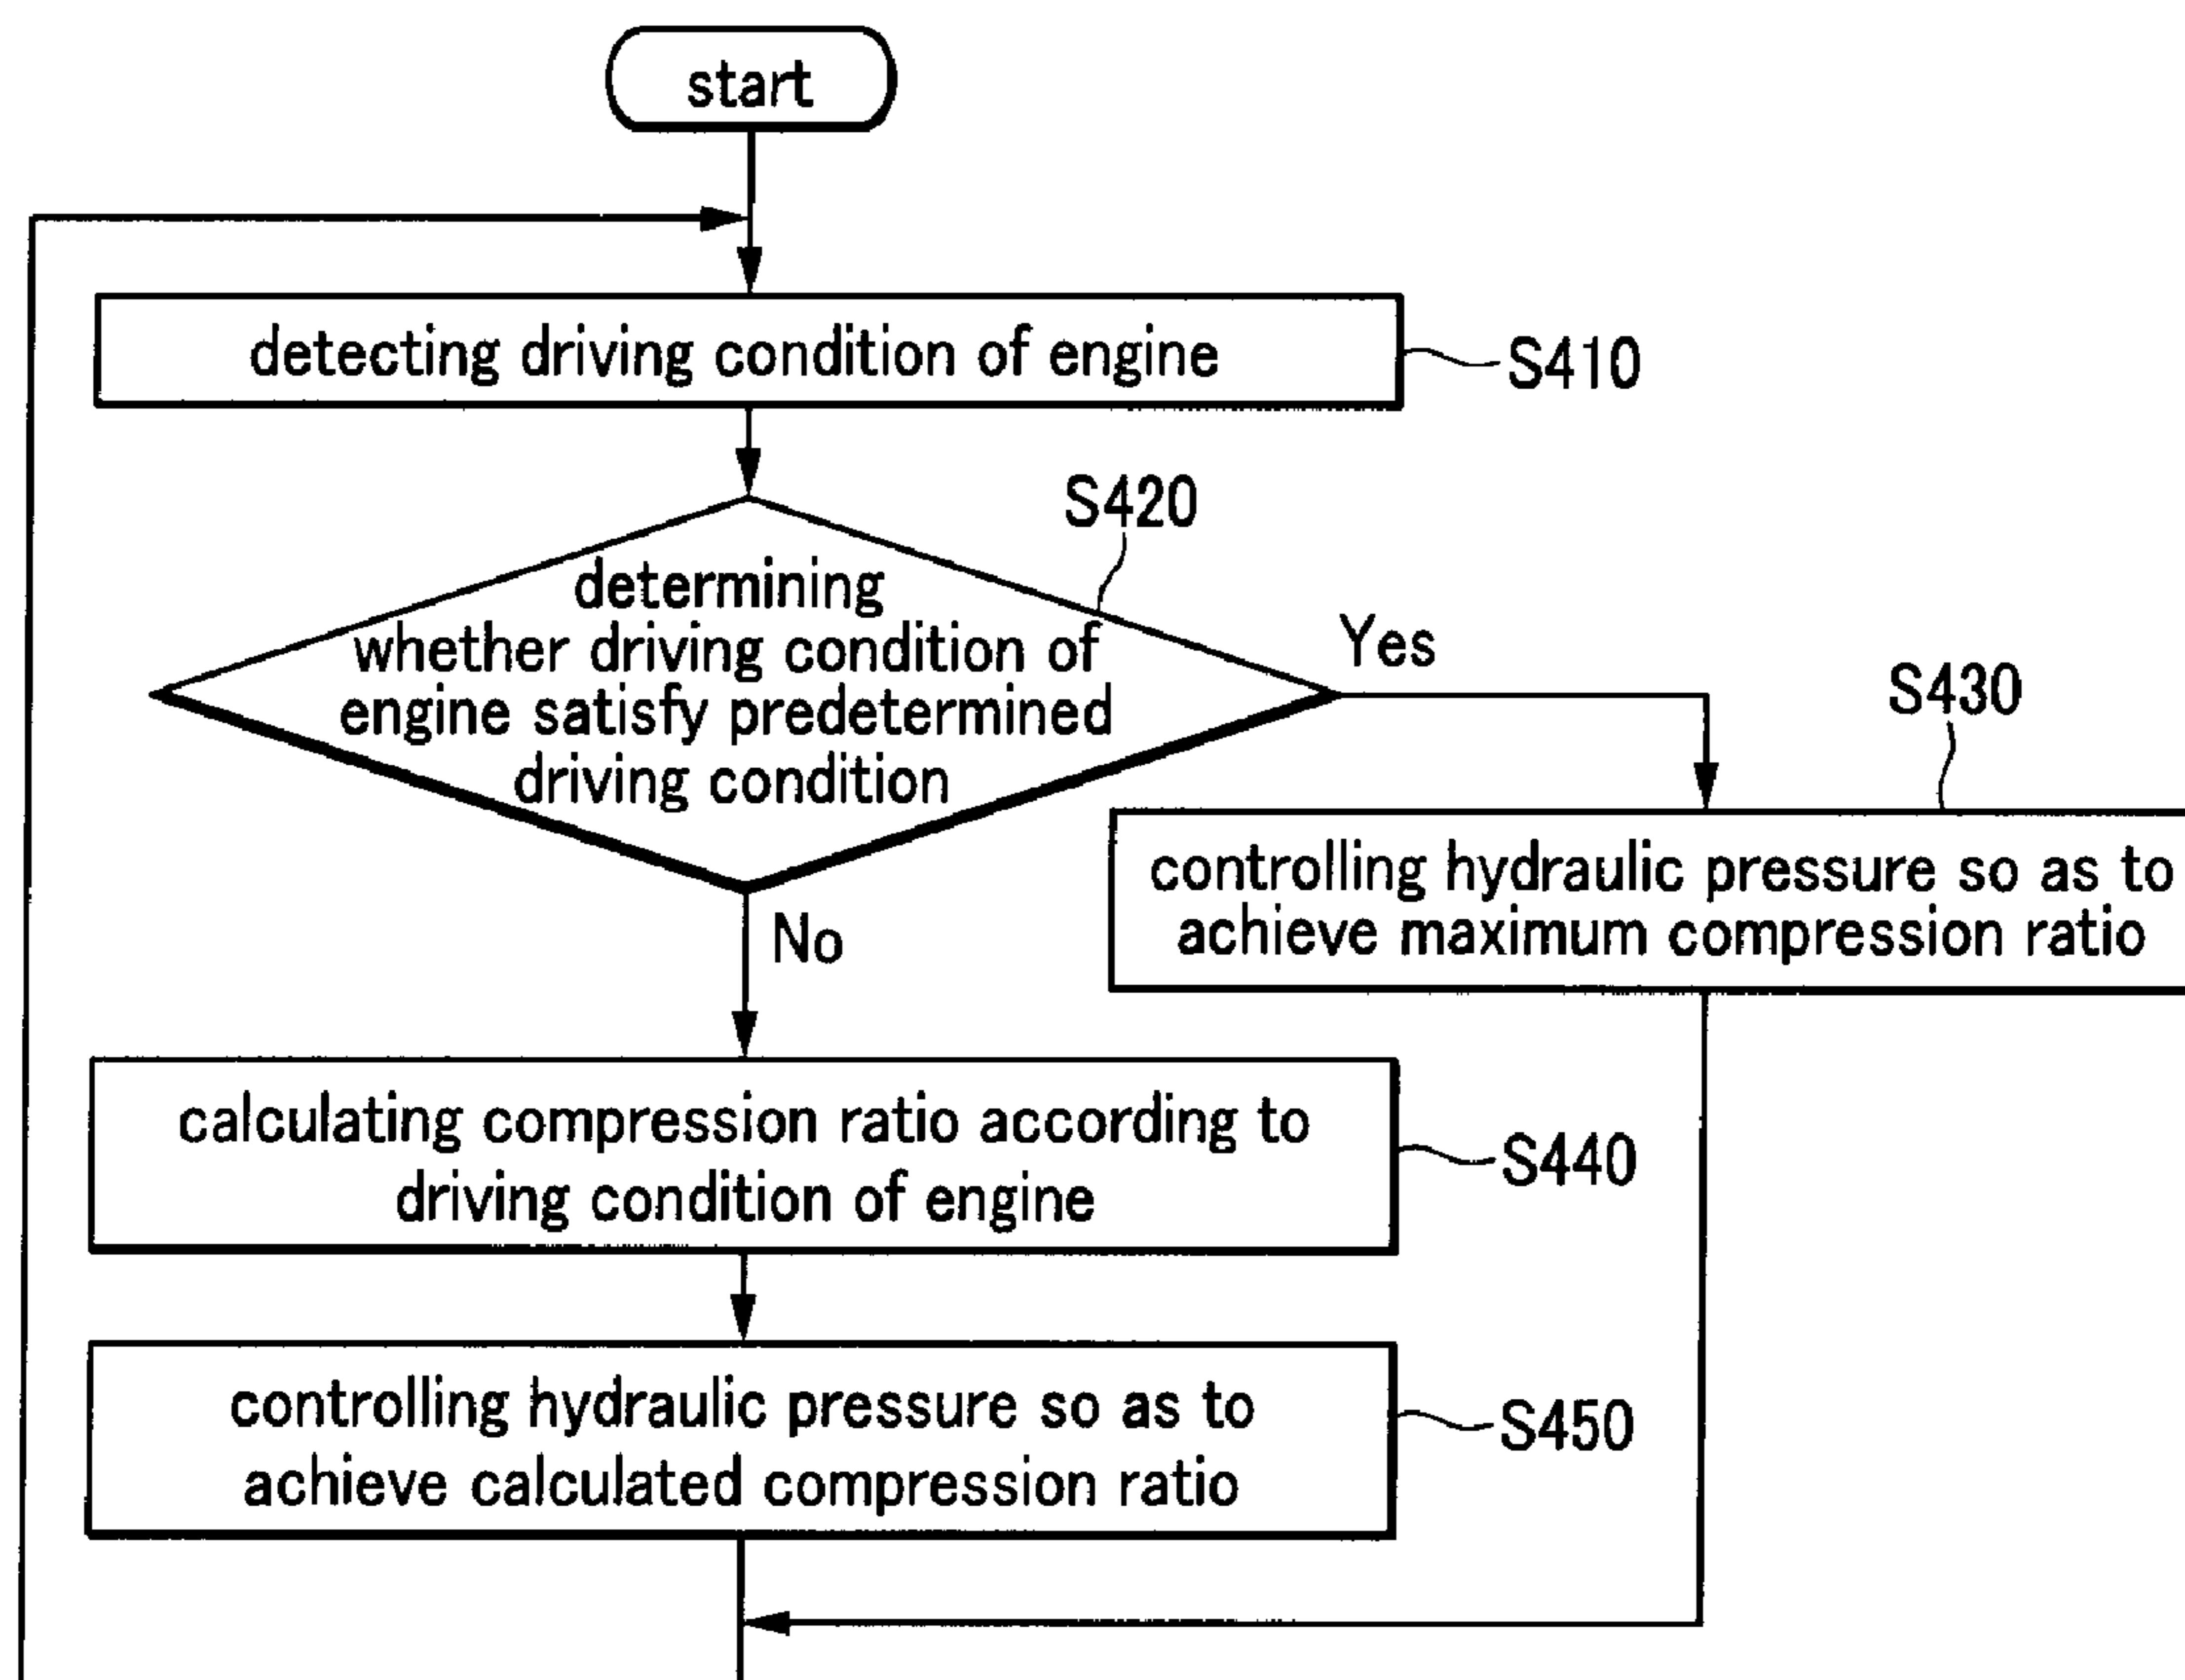 start
detecting driving condition of engine
S410
S420
determining
whether driving condition of
engine satisfy predetermined
driving condition
Yes
No
S430
controlling hydraulic pressure so as to
achieve maximum compression ratio
calculating compression ratio according to
driving condition of engine
S440
controlling hydraulic pressure so as to
achieve calculated compression ratio
S450